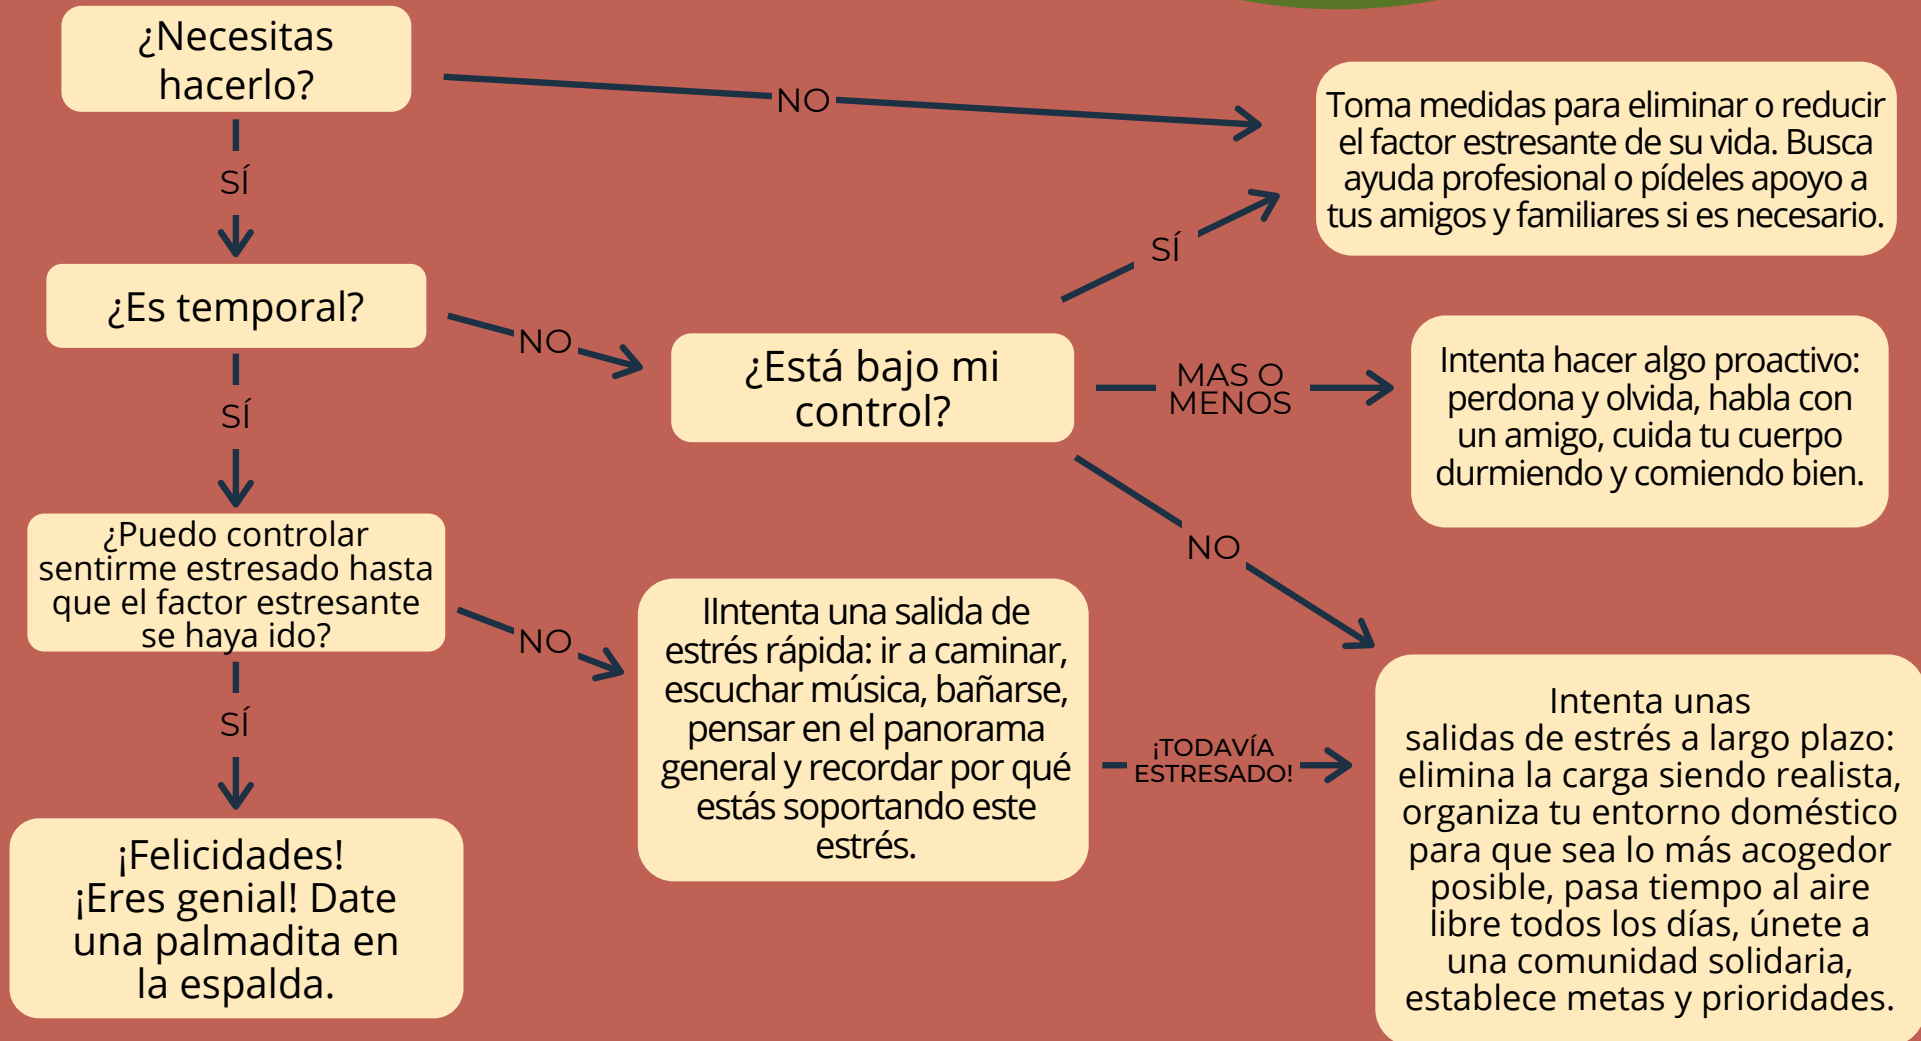 ¿Necesitas
hacerlo?
NO
Toma medidas para eliminar o reducir
el factor estresante de su vida. Busca
ayuda profesional o pídeles apoyo a
tus amigos y familiares si es necesario.
SÍ
SÍ
¿Es temporal?
NO
¿Está bajo mi
control?
MAS O
MENOS
Intenta hacer algo proactivo:
perdona y olvida, habla con
un amigo, cuida tu cuerpo
durmiendo y comiendo bien.
SÍ
NO
¿Puedo controlar
sentirme estresado hasta
que el factor estresante
se haya ido?
NO
IIntenta una salida de
estrés rápida: ir a caminar,
escuchar música, bañarse,
pensar en el panorama
general y recordar por qué
estás soportando este
estrés.
¡TODAVÍA
ESTRESADO!
Intenta unas
salidas de estrés a largo plazo:
elimina la carga siendo realista,
organiza tu entorno doméstico
para que sea lo más acogedor
posible, pasa tiempo al aire
libre todos los días, únete a
una comunidad solidaria,
establece metas y prioridades.
SÍ
¡Felicidades!
¡Eres genial! Date
una palmadita en
la espalda.